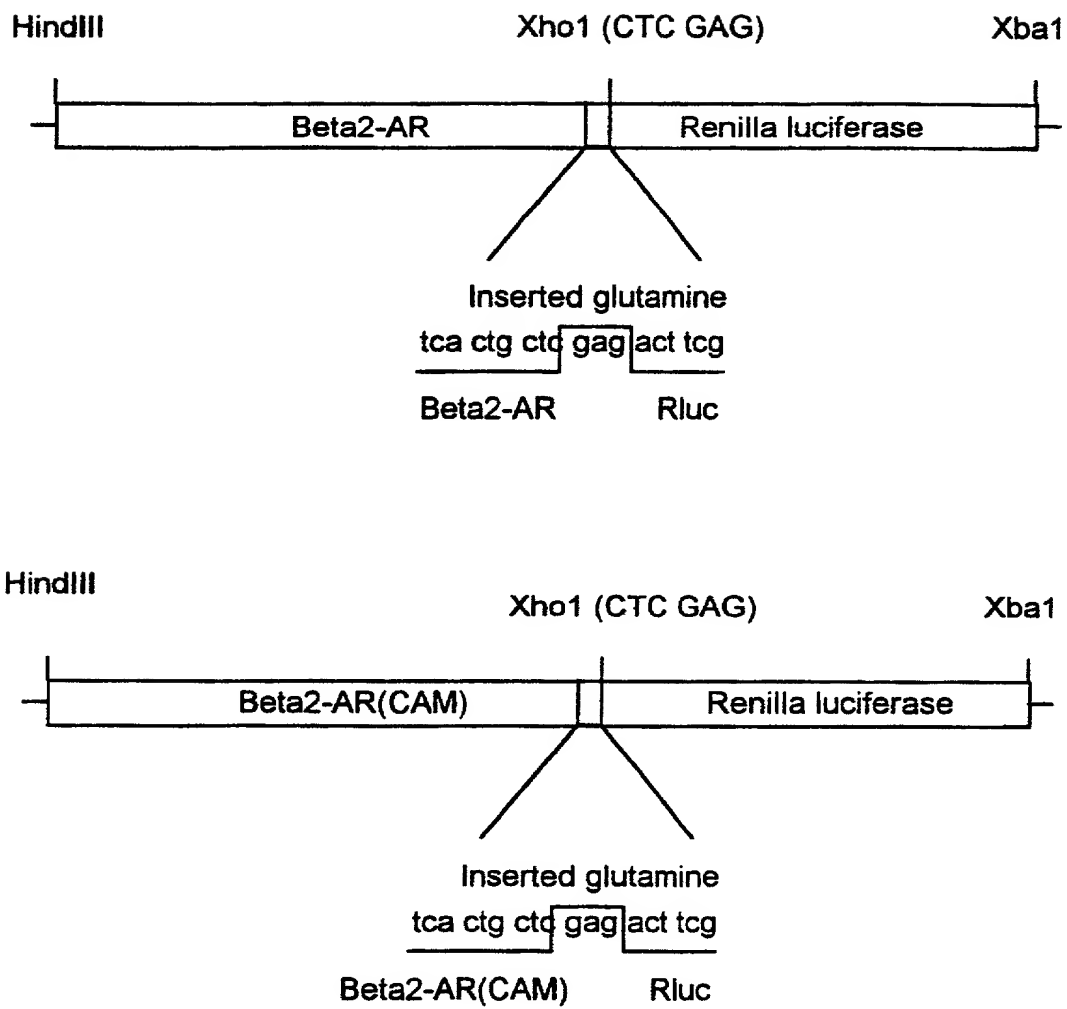 HindIII Xho1 (CTC GAG) Xba1
Beta2-AR Renilla luciferase
Inserted glutamine
tca ctg ctc gag act tcg
Beta2-AR Rluc
HindIII
Xho1 (CTC GAG) Xba1
Beta2-AR(CAM) Renilla luciferase
Inserted glutamine
tca ctg ctc gag act tcg
Beta2-AR(CAM) Rluc